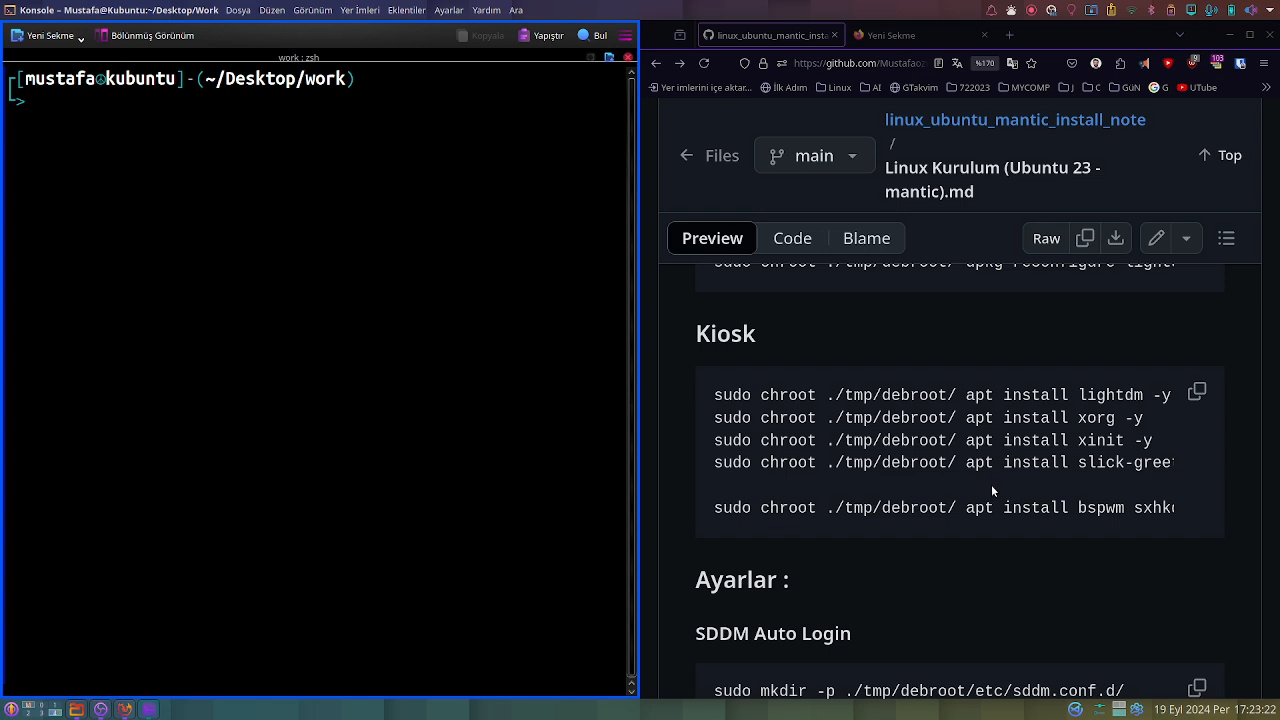 Konsole – Mustafa@Kubuntu:~/Desktop/Work Dosya Düzen Görünüm Yer İmleri Eklentiler Ayarlar Yardım Ara
Yeni Sekme Bölünmüş Görünüm Kopyala Yapıştır Bul
work : zsh
[mustafa kubuntu]-(~/Desktop/work)
>
linux_ubuntu_mantic_insta
Yeni Sekme
https://github.com/Mustafaoz
%170
103
Yer imlerini içe aktar...
İlk Adım
Linux
AI
GTakvim
722023
MYCOMP
J
C
GüN
G
UTube
linux_ubuntu_mantic_install_note
/
Linux Kurulum (Ubuntu 23 -
mantic).md
Files
main
Top
Preview Code Blame Raw
Kiosk
sudo chroot ./tmp/debroot/ apt install lightdm -y
sudo chroot ./tmp/debroot/ apt install xorg -y
sudo chroot ./tmp/debroot/ apt install xinit -y
sudo chroot ./tmp/debroot/ apt install slick-gree
sudo chroot ./tmp/debroot/ apt install bspwm sxhk
Ayarlar :
SDDM Auto Login
sudo mkdir -p ./tmp/debroot/etc/sddm.conf.d/
19 Eyl 2024 Per 17:23:22